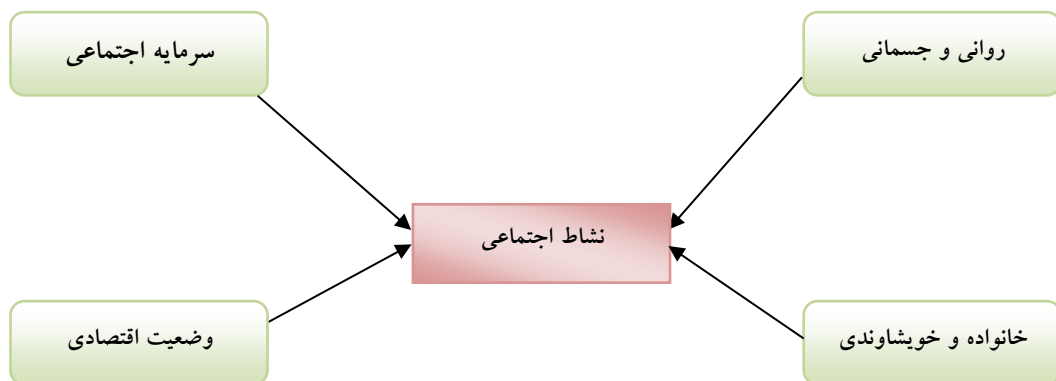 روانی و جسمانی
سرمایه اجتماعی
نشاط اجتماعی
خانواده و خویشاوندی
وضعیت اقتصادی